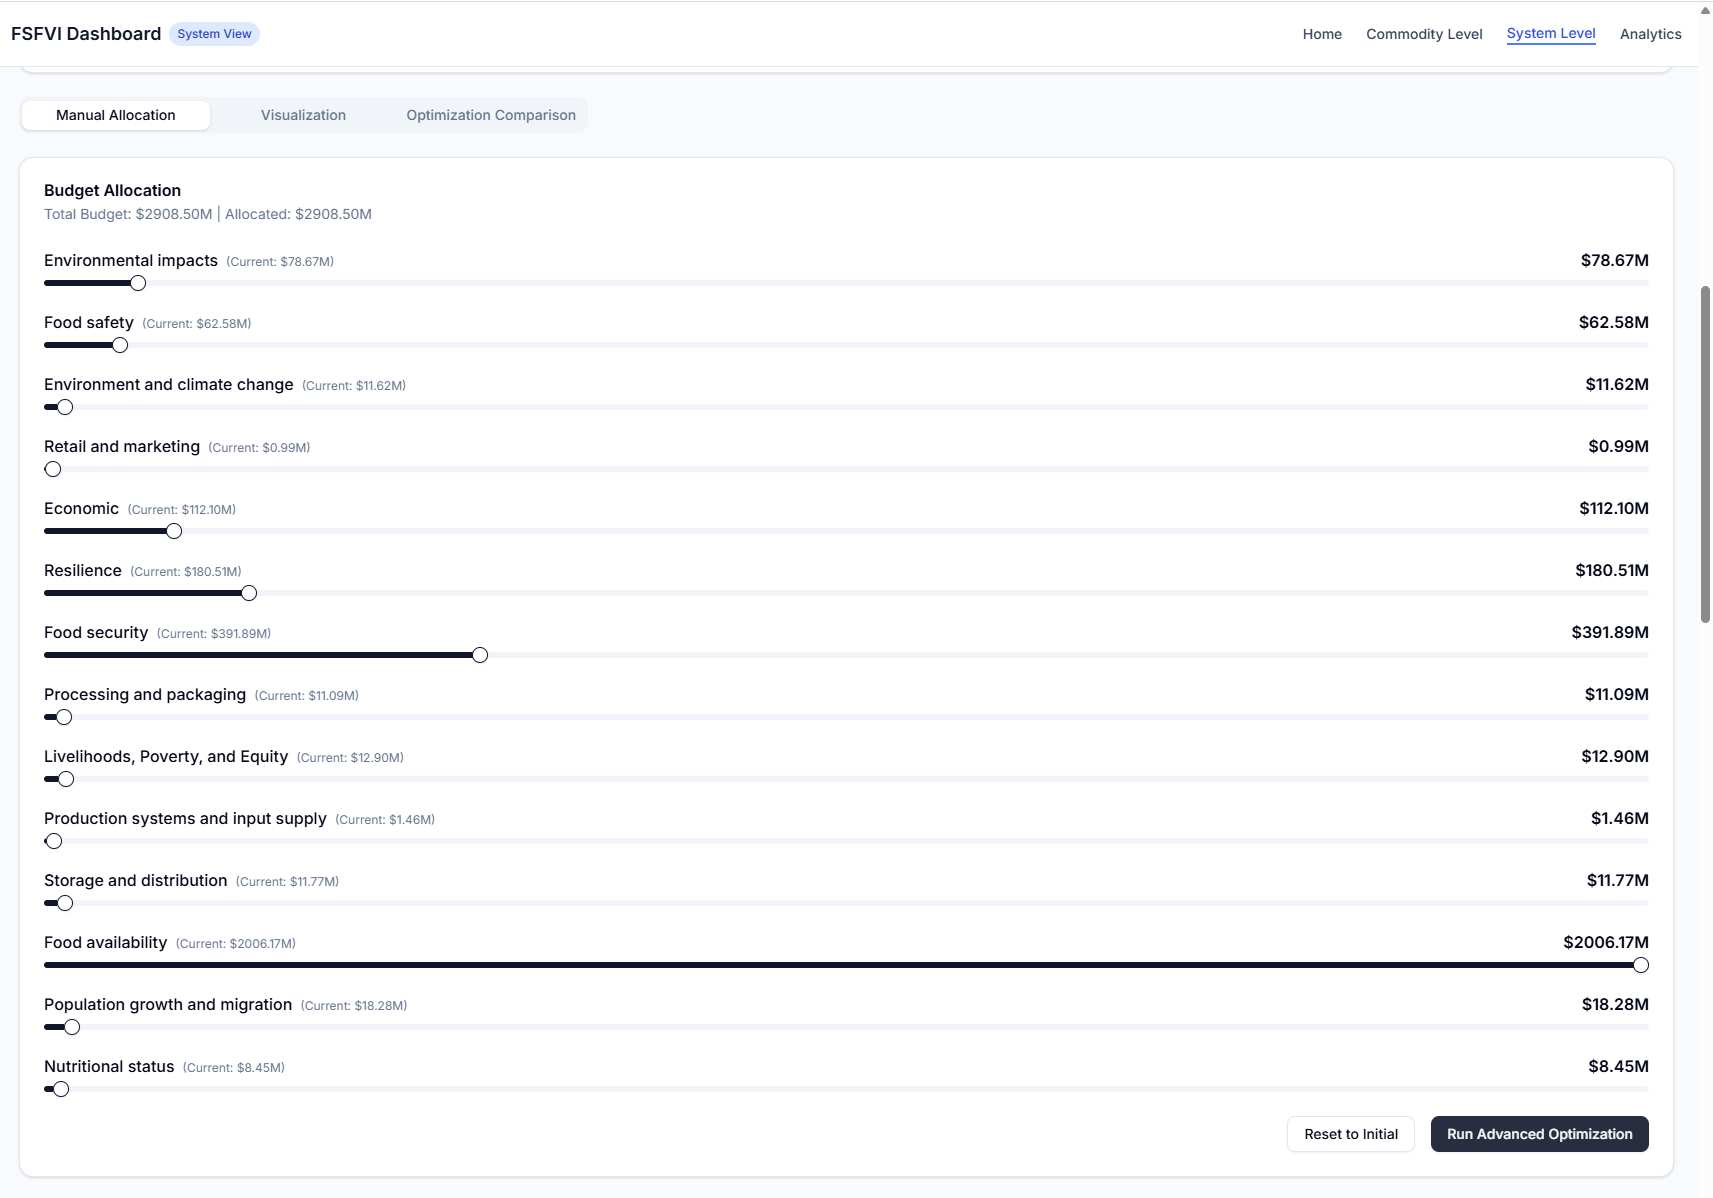 FSFVI Dashboard System View Home Commodity Level System Level Analytics
Manual Allocation Visualization Optimization Comparison
Budget Allocation
Total Budget: $2908.50M | Allocated: $2908.50M
Environmental impacts (Current: $78.67M) $78.67M
Food safety (Current: $62.58M) $62.58M
Environment and climate change (Current: $11.62M) $11.62M
Retail and marketing (Current: $0.99M) $0.99M
Economic (Current: $112.10M) $112.10M
Resilience (Current: $180.51M) $180.51M
Food security (Current: $391.89M) $391.89M
Processing and packaging (Current: $11.09M) $11.09M
Livelihoods, Poverty, and Equity (Current: $12.90M) $12.90M
Production systems and input supply (Current: $1.46M) $1.46M
Storage and distribution (Current: $11.77M) $11.77M
Food availability (Current: $2006.17M) $2006.17M
Population growth and migration (Current: $18.28M) $18.28M
Nutritional status (Current: $8.45M) $8.45M
Reset to Initial Run Advanced Optimization